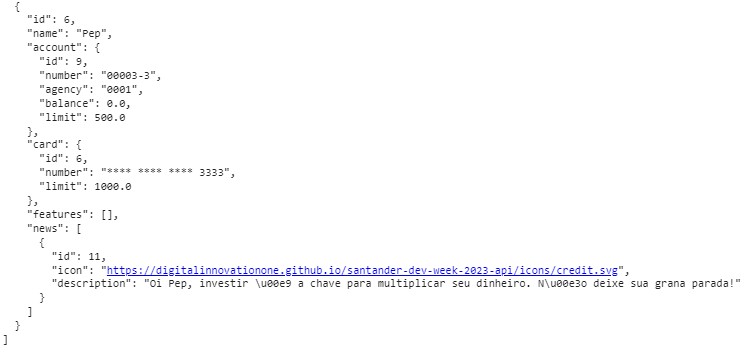 {
"id": 6,
"name": "Pep",
"account": {
"id": 9,
"number": "00003-3",
"agency": "0001",
"balance": 0.0,
"limit": 500.0
},
"card": {
"id": 6,
"number": "**** **** **** 3333",
"limit": 1000.0
},
"features": [],
"news": [
{
"id": 11,
"icon": "https://digitalinnovationone.github.io/santander-dev-week-2023-api/icons/credit.svg",
"description": "Oi Pep, investir \u00e9 a chave para multiplicar seu dinheiro. N\u00e3o deixe sua grana parada!"
}
]
}
]